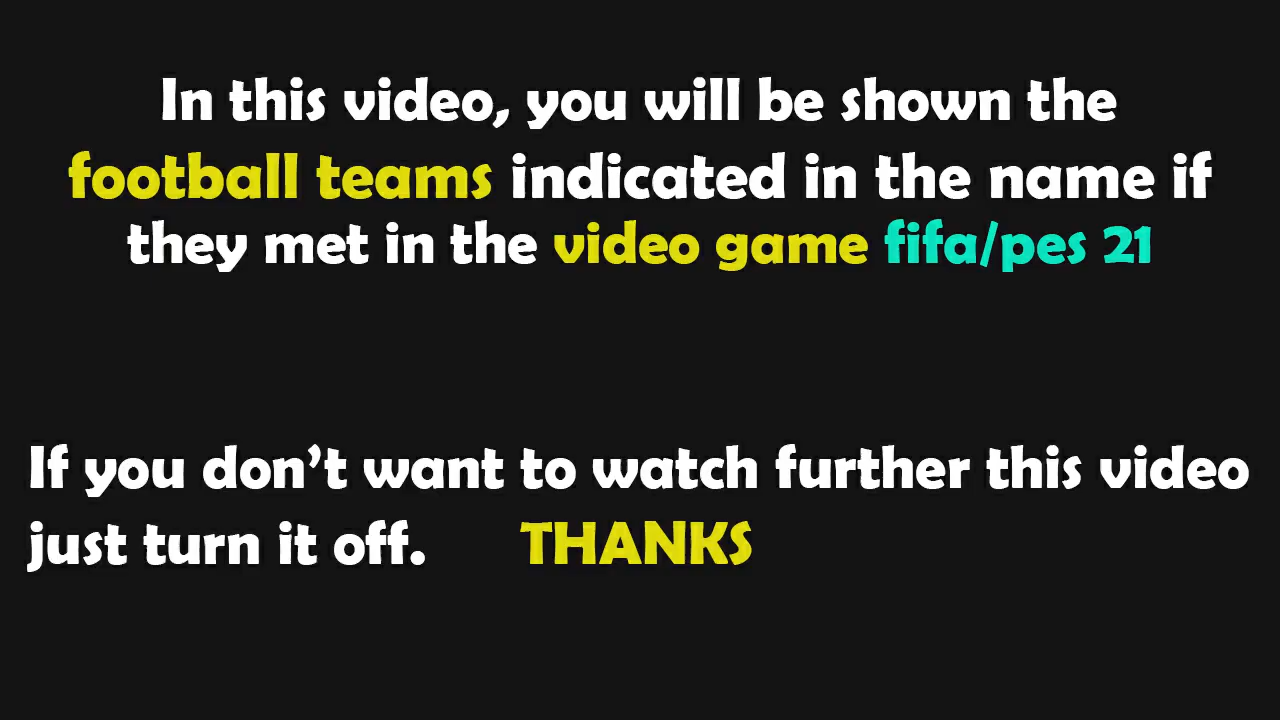 In this video, you will be shown the
football teams indicated in the name if
they met in the video game fifa/pes 21
If you don't want to watch further this video
just turn it off. THANKS